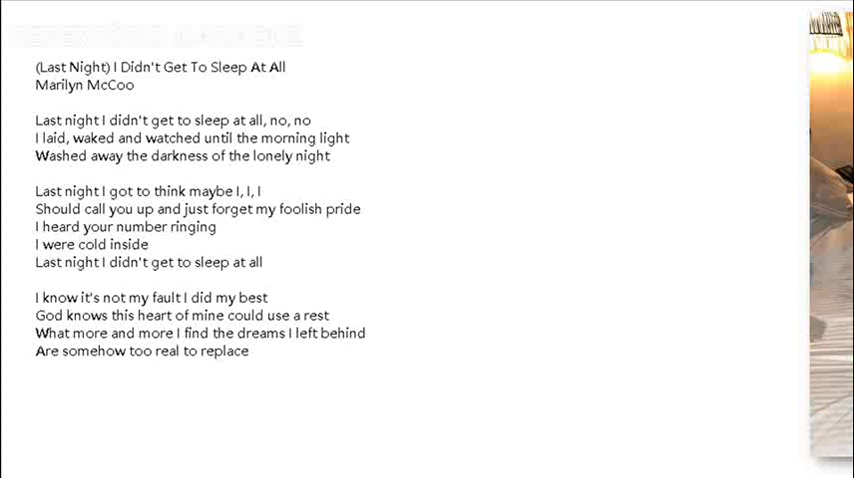 (Last Night) I Didn't Get To Sleep At All
Marilyn McCoo
Last night I didn't get to sleep at all, no, no
I laid, waked and watched until the morning light
Washed away the darkness of the lonely night
Last night I got to think maybe I, I, I
Should call you up and just forget my foolish pride
I heard your number ringing
I were cold inside
Last night I didn't get to sleep at all
I know it's not my fault I did my best
God knows this heart of mine could use a rest
What more and more I find the dreams I left behind
Are somehow too real to replace